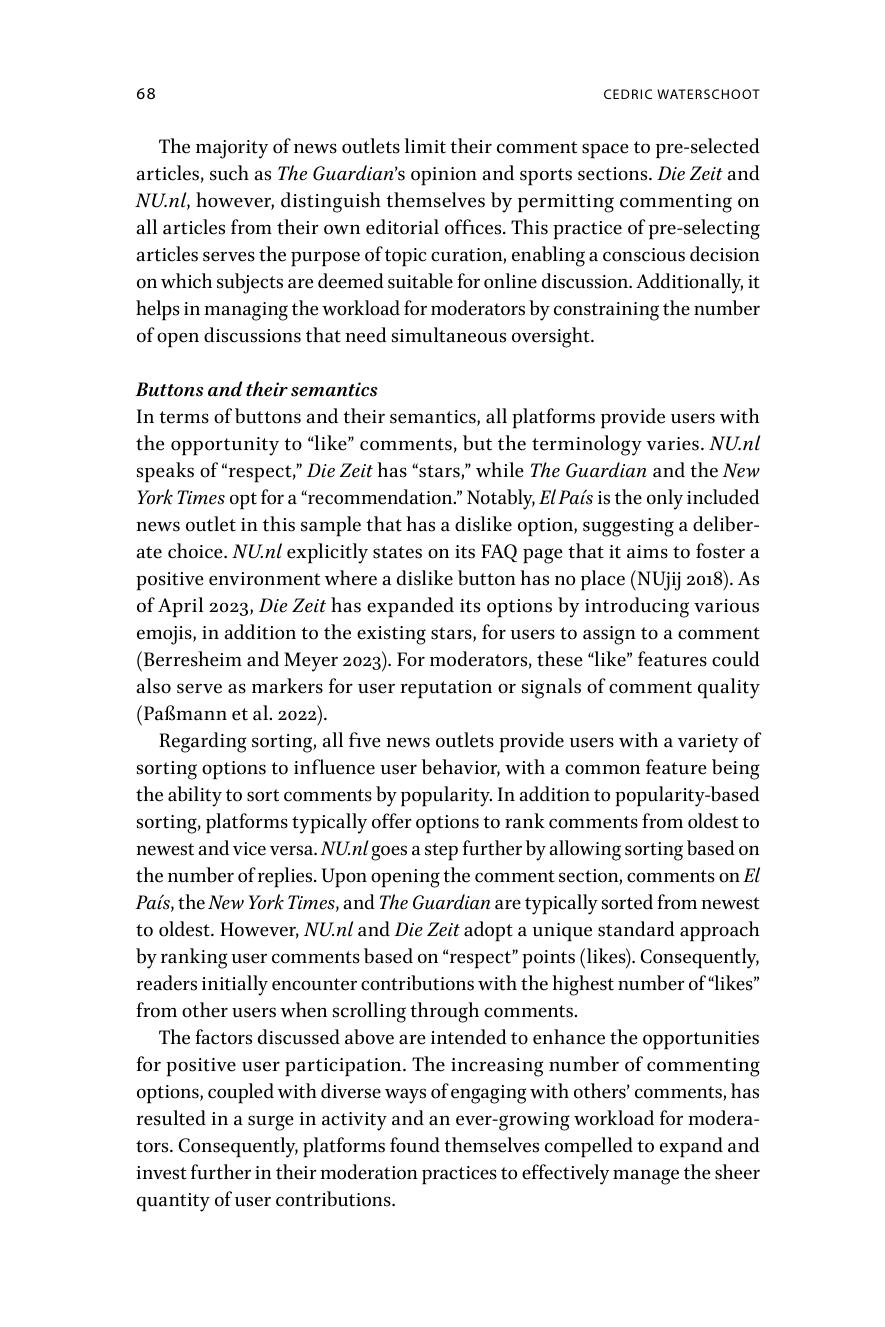 68
CEDRIC WATERSCHOOT
The majority of news outlets limit their comment space to pre-selected
articles, such as The Guardian’s opinion and sports sections. Die Zeit and
NU.nl, however, distinguish themselves by permitting commenting on
all articles from their own editorial offices. This practice of pre-selecting
articles serves the purpose of topic curation, enabling a conscious decision
on which subjects are deemed suitable for online discussion. Additionally, it
helps in managing the workload for moderators by constraining the number
of open discussions that need simultaneous oversight.
Buttons and their semantics
In terms of buttons and their semantics, all platforms provide users with
the opportunity to “like” comments, but the terminology varies. NU.nl
speaks of “respect,” Die Zeit has “stars,” while The Guardian and the New
York Times opt for a “recommendation.” Notably, El País is the only included
news outlet in this sample that has a dislike option, suggesting a deliber-
ate choice. NU.nl explicitly states on its FAQ page that it aims to foster a
positive environment where a dislike button has no place (NUjij 2018). As
of April 2023, Die Zeit has expanded its options by introducing various
emojis, in addition to the existing stars, for users to assign to a comment
(Berresheim and Meyer 2023). For moderators, these “like” features could
also serve as markers for user reputation or signals of comment quality
(Paßmann et al. 2022).
Regarding sorting, all five news outlets provide users with a variety of
sorting options to influence user behavior, with a common feature being
the ability to sort comments by popularity. In addition to popularity-based
sorting, platforms typically offer options to rank comments from oldest to
newest and vice versa. NU.nl goes a step further by allowing sorting based on
the number of replies. Upon opening the comment section, comments on El
País, the New York Times, and The Guardian are typically sorted from newest
to oldest. However, NU.nl and Die Zeit adopt a unique standard approach
by ranking user comments based on “respect” points (likes). Consequently,
readers initially encounter contributions with the highest number of “likes”
from other users when scrolling through comments.
The factors discussed above are intended to enhance the opportunities
for positive user participation. The increasing number of commenting
options, coupled with diverse ways of engaging with others’ comments, has
resulted in a surge in activity and an ever-growing workload for modera-
tors. Consequently, platforms found themselves compelled to expand and
invest further in their moderation practices to effectively manage the sheer
quantity of user contributions.